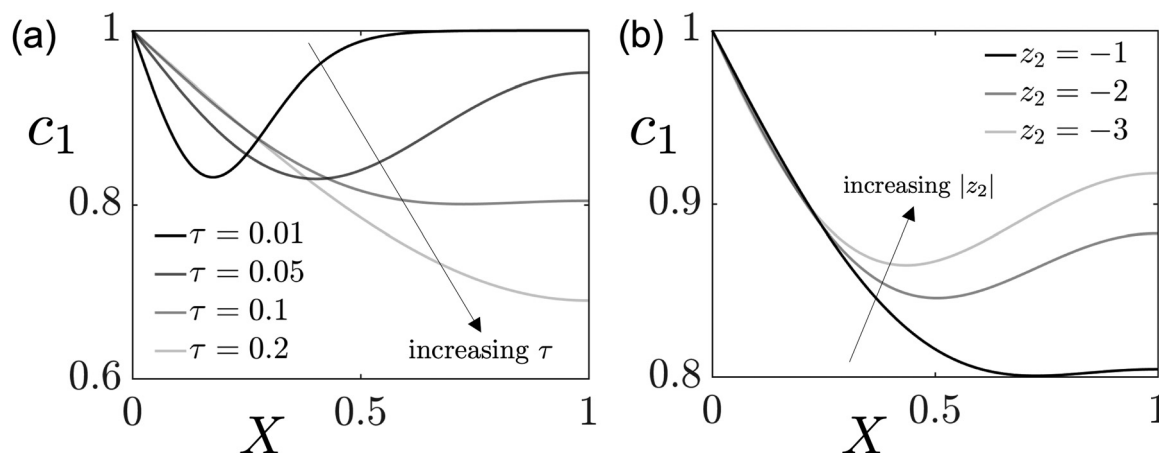 (a)
1
0.8
0.6
c₁
τ = 0.01
τ = 0.05
τ = 0.1
τ = 0.2
increasing τ
0
0.5
1
X
(b)
1
0.9
0.8
c₁
z₂ = −1
z₂ = −2
z₂ = −3
increasing |z₂|
0
0.5
1
X